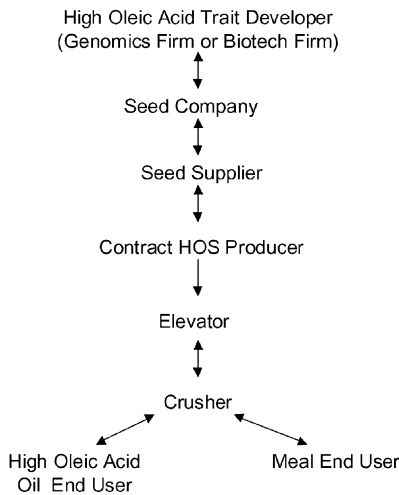 High Oleic Acid Trait Developer
(Genomics Firm or Biotech Firm)
Seed Company
Seed Supplier
Contract HOS Producer
Elevator
Crusher
High Oleic Acid
Oil End User
Meal End User